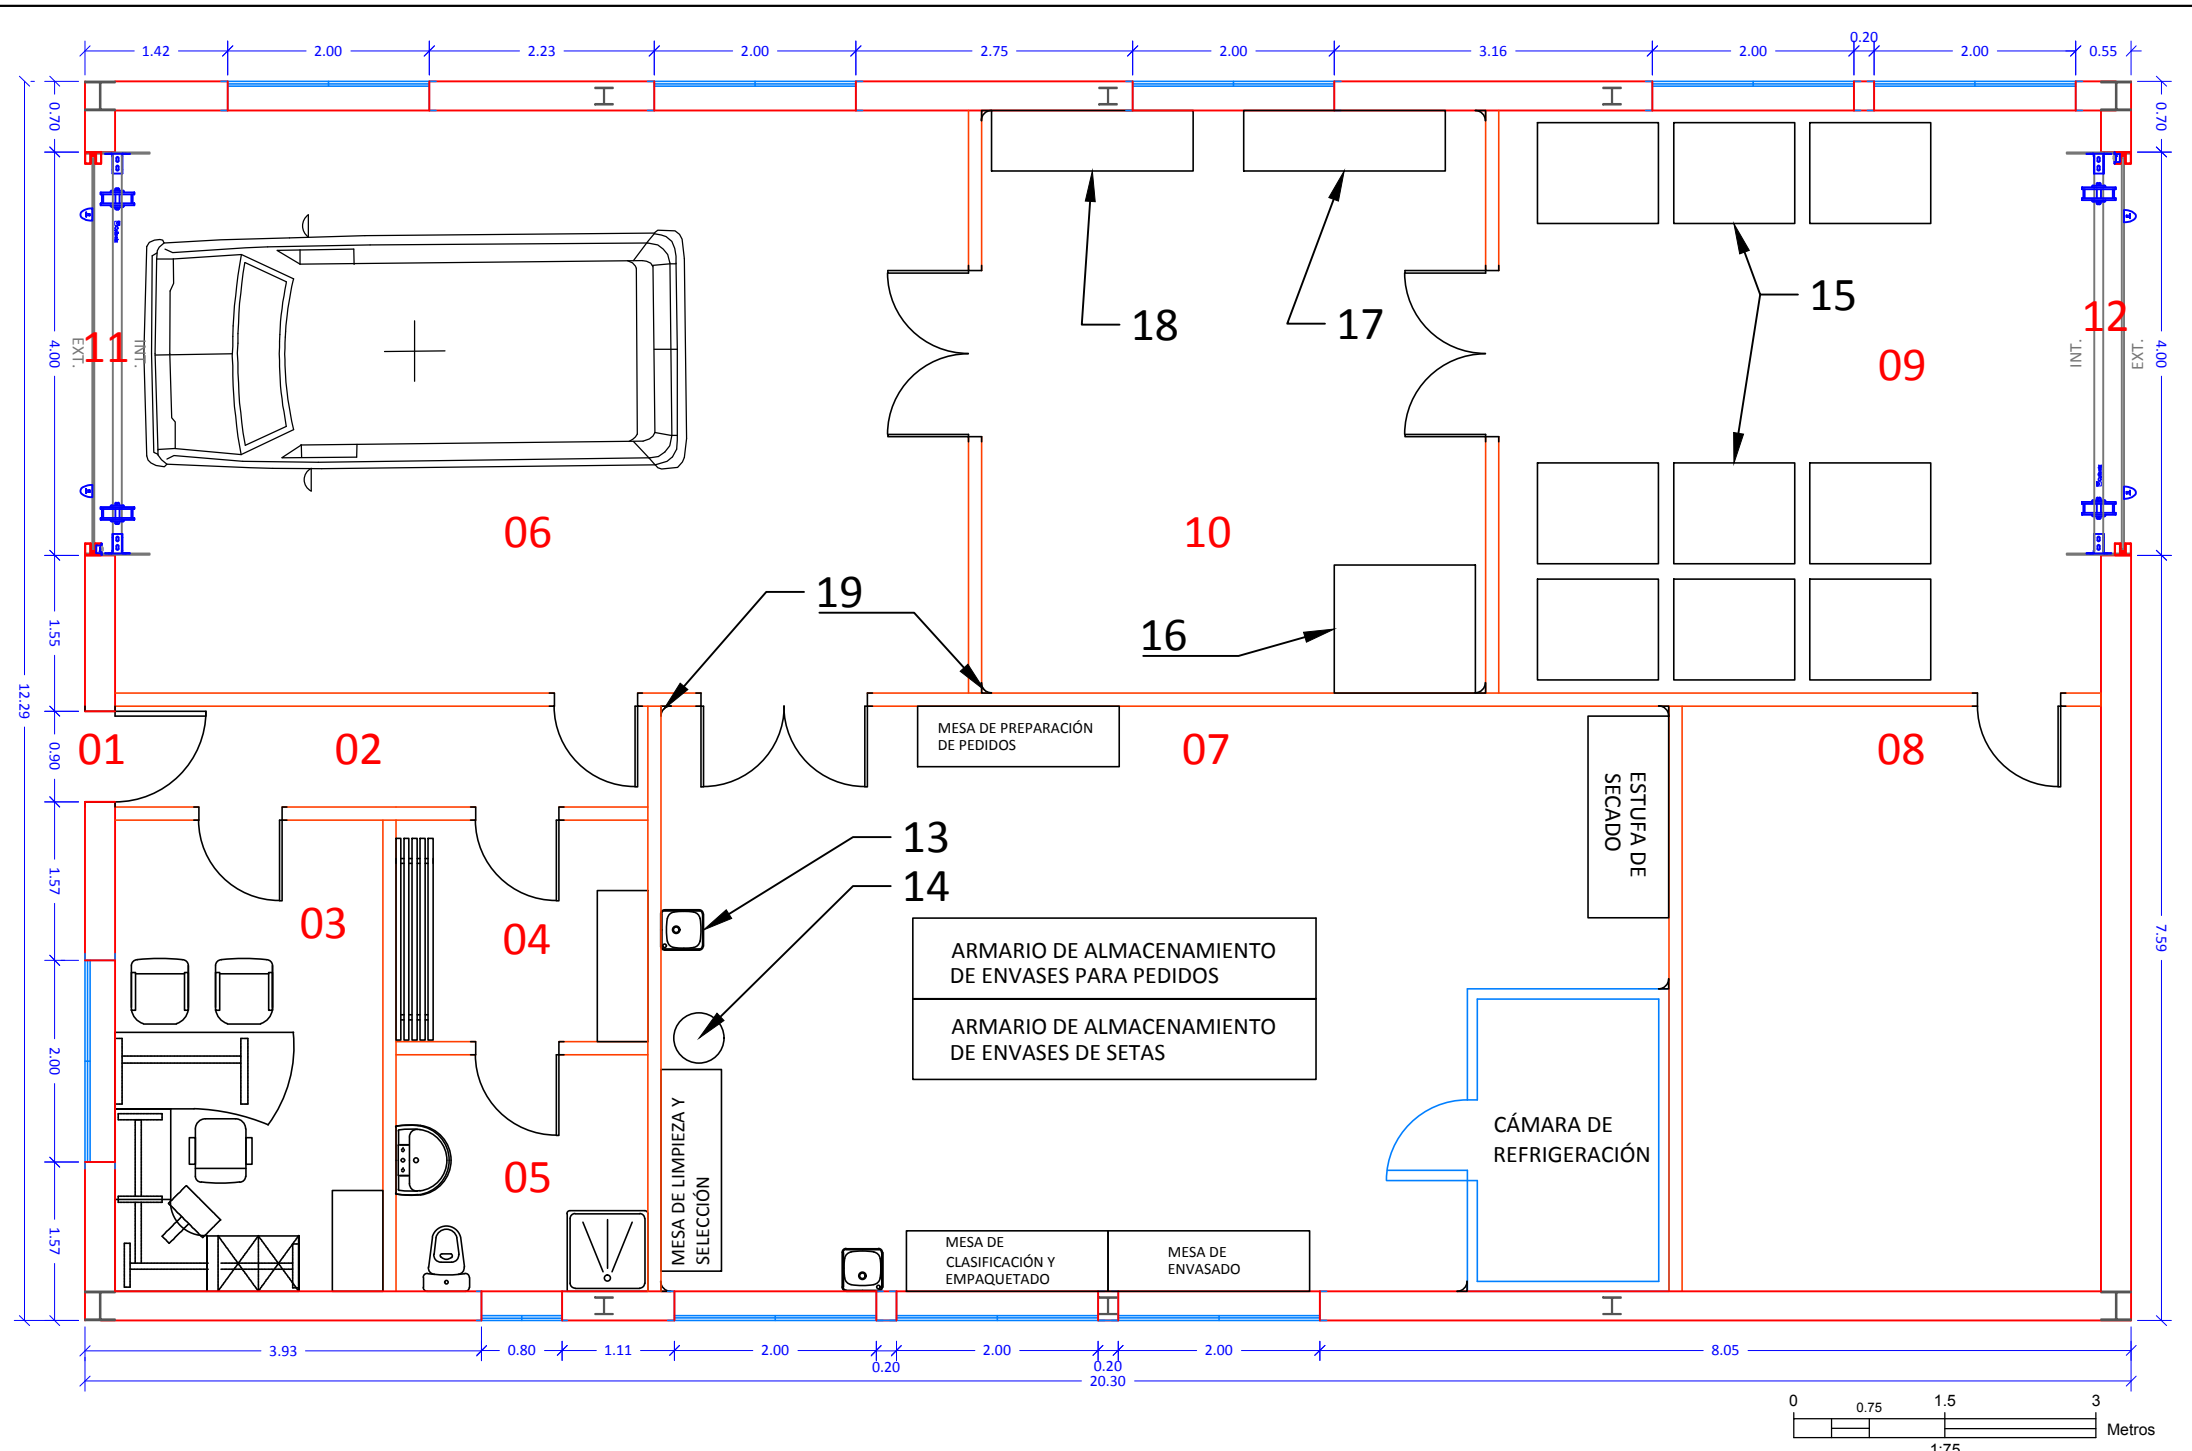 1.42
2.00
2.23
2.00
2.75
2.00
3.16
2.00
0.20
2.00
0.55
0.70
4.00
1.55
12.29
0.90
1.57
2.00
1.57
0.70
4.00
7.59
EXT.
11
INT.
18
17
15
12
INT.
EXT.
09
06
10
19
16
01
02
MESA DE PREPARACIÓN
DE PEDIDOS
07
ESTUFA DE
SECADO
08
13
14
03
04
ARMARIO DE ALMACENAMIENTO
DE ENVASES PARA PEDIDOS
ARMARIO DE ALMACENAMIENTO
DE ENVASES DE SETAS
05
MESA DE LIMPIEZA Y
SELECCIÓN
CÁMARA DE
REFRIGERACIÓN
MESA DE
CLASIFICACIÓN Y
EMPAQUETADO
MESA DE
ENVASADO
3.93
0.80
1.11
2.00
0.20
2.00
0.20
2.00
8.05
20.30
0
0.75
1.5
3
Metros
1:75